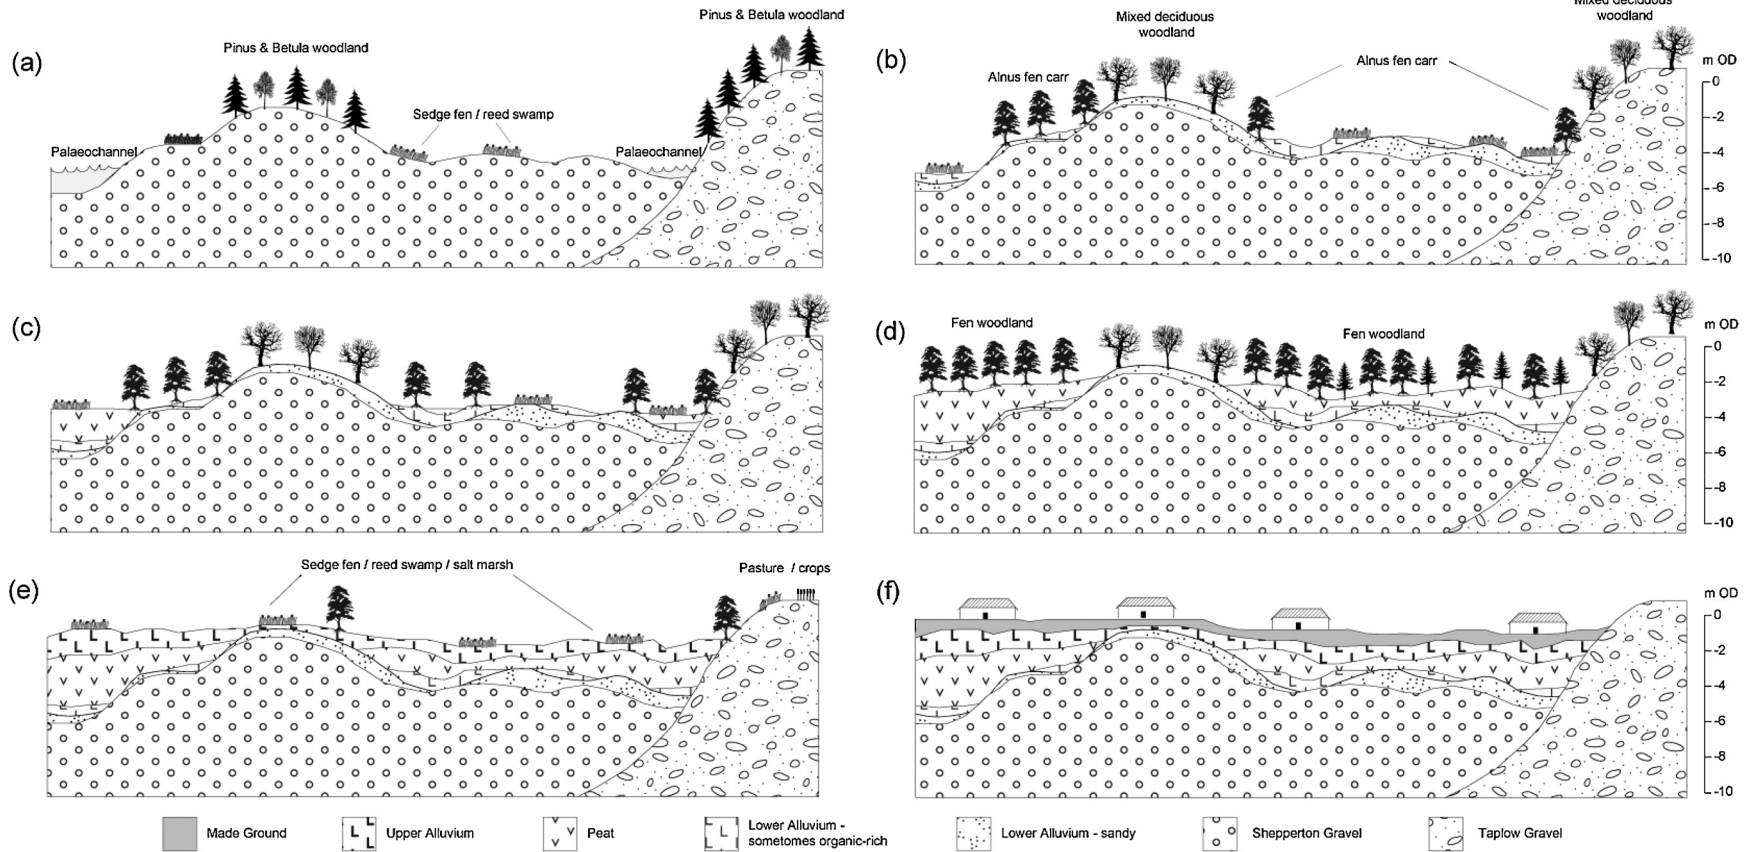 (a)
Pinus & Betula woodland
Pinus & Betula woodland
Sedge fen / reed swamp
Palaeochannel
Palaeochannel
(b)
Mixed deciduous
woodland
Mixed deciduous
woodland
Alnus fen carr
Alnus fen carr
m OD
0
-2
-4
-6
-8
-10
(c)
(d)
Fen woodland
Fen woodland
m OD
0
-2
-4
-6
-8
-10
(e)
Sedge fen / reed swamp / salt marsh
Pasture / crops
(f)
m OD
0
-2
-4
-6
-8
-10
Made Ground
Upper Alluvium
Peat
Lower Alluvium -
sometomes organic-rich
Lower Alluvium - sandy
Shepperton Gravel
Taplow Gravel